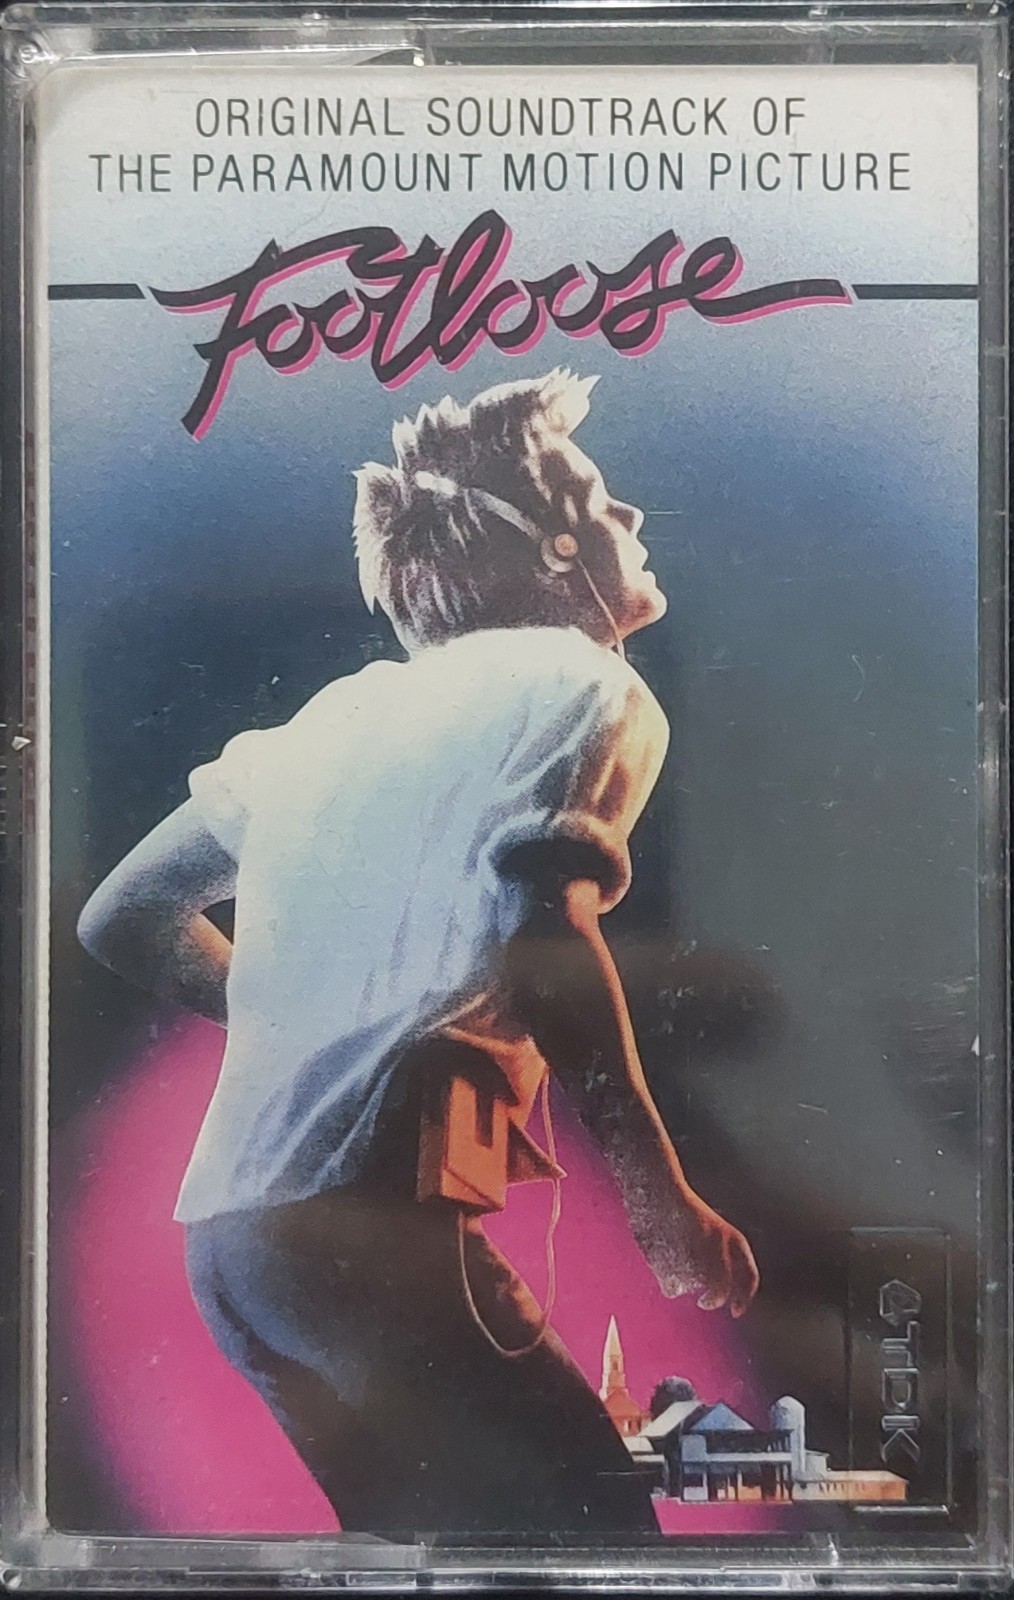 ORIGINAL SOUNDTRACK OF
THE PARAMOUNT MOTION PICTURE
Footloose
TDK